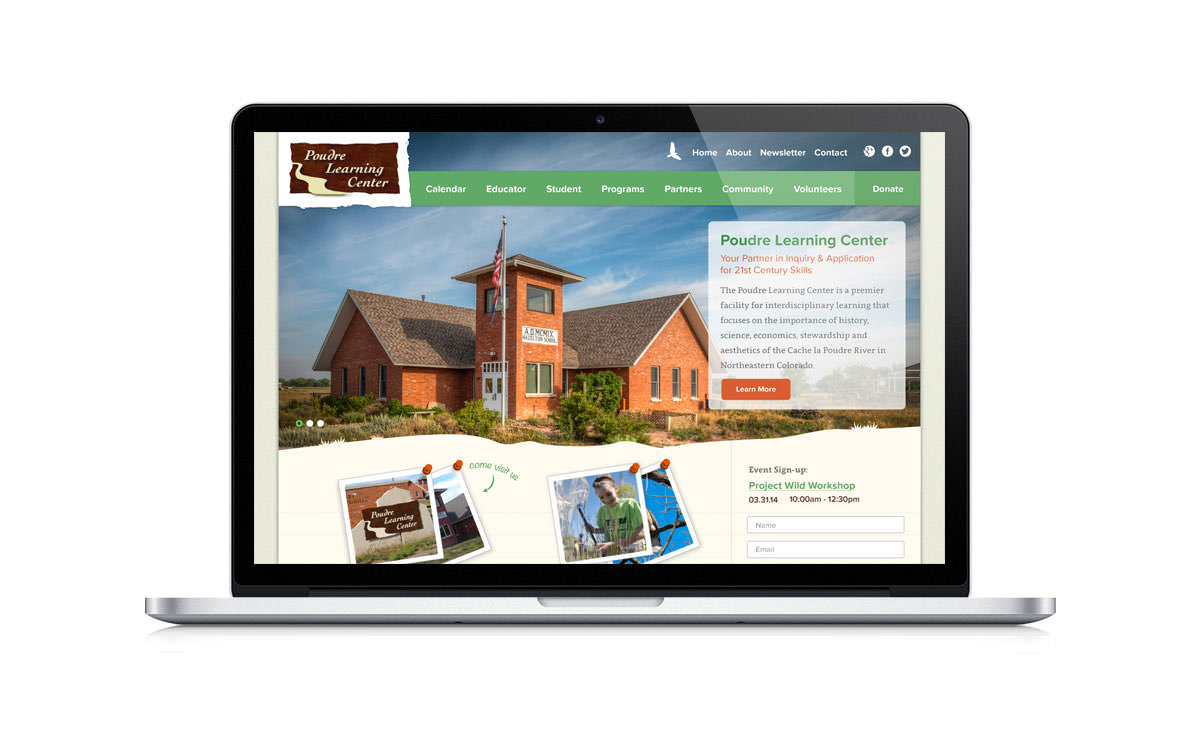 Poudre
Learning
Center
Home About Newsletter Contact
Calendar Educator Student Programs Partners Community Volunteers Donate
A.D. MCMIX.
HAZELTON SCHOOL
Poudre Learning Center
Your Partner in Inquiry & Application
for 21st Century Skills
The Poudre Learning Center is a premier
facility for interdisciplinary learning that
focuses on the importance of history,
science, economics, stewardship and
aesthetics of the Cache la Poudre River in
Northeastern Colorado
Learn More
come visit us
Poudre
Learning
Center
Event Sign-up:
Project Wild Workshop
03.31.14 10:00am - 12:30pm
Name
Email